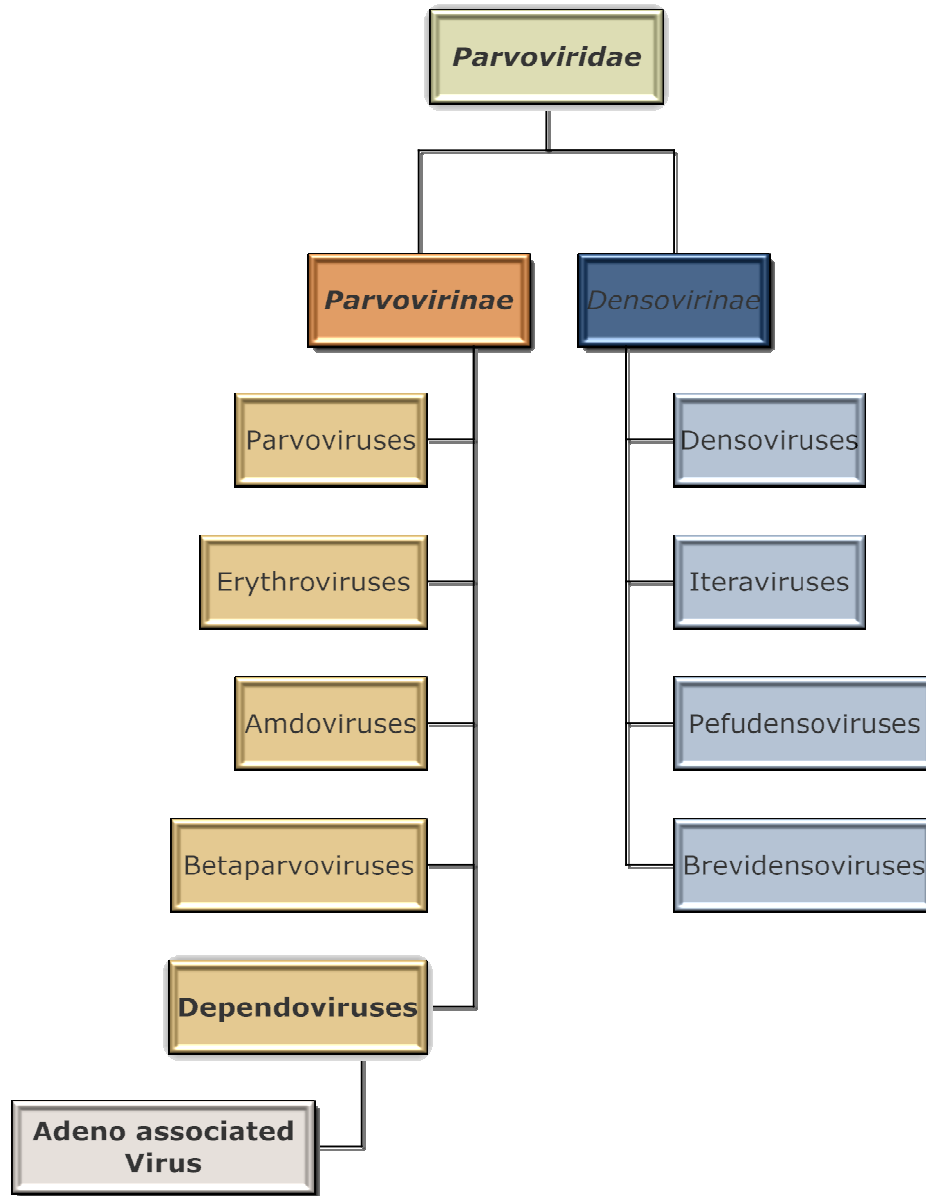 Parvoviridae
Parvovirinae
Densovirinae
Parvoviruses
Densoviruses
Erythroviruses
Iteraviruses
Amdoviruses
Pefudensoviruses
Betaparvoviruses
Brevidensoviruses
Dependoviruses
Adeno associated
Virus